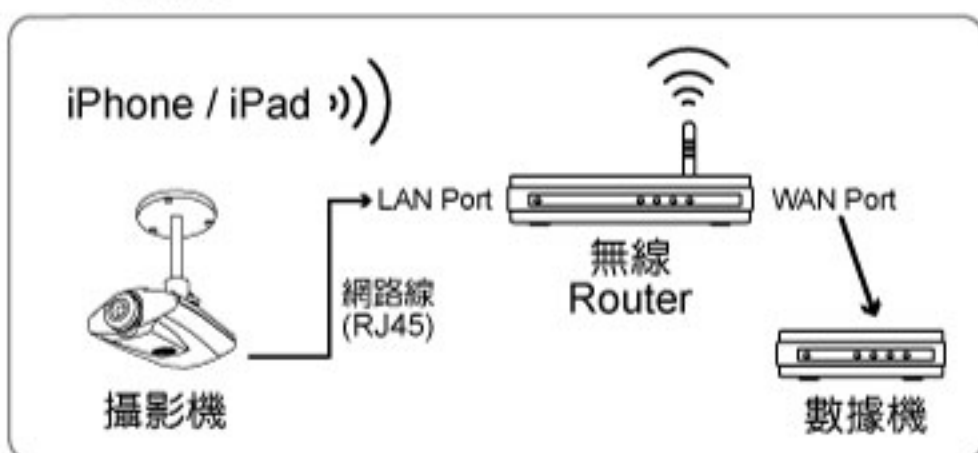 iPhone / iPad
LAN Port
WAN Port
無線
Router
網路線
(RJ45)
攝影機
數據機